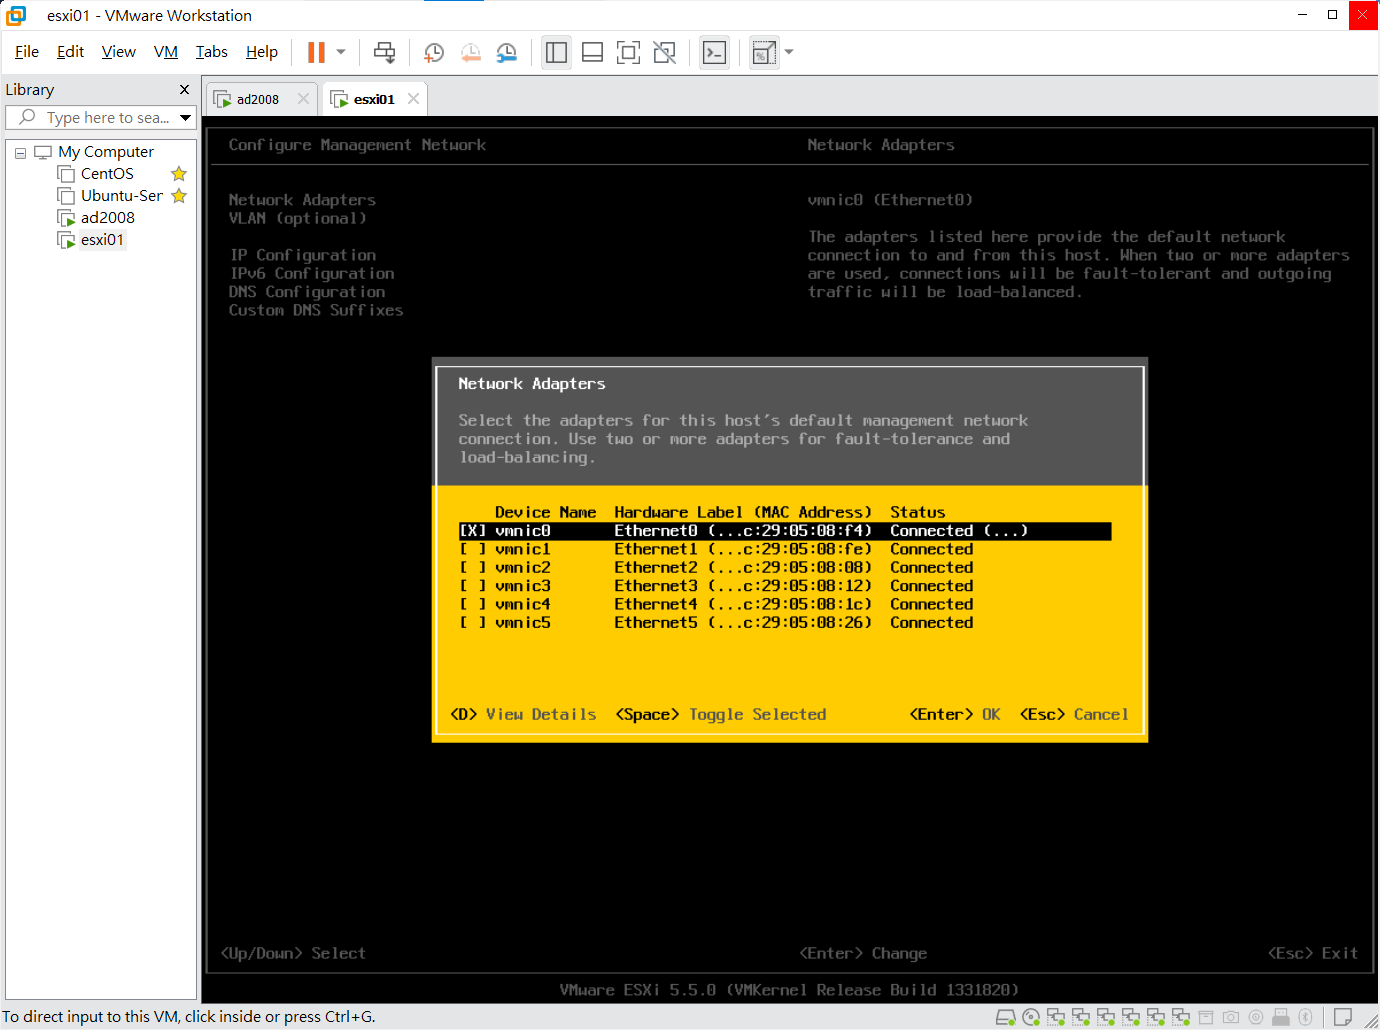 esxi01 - VMware Workstation
File Edit View VM Tabs Help
Library
Type here to sea...
My Computer
CentOS
Ubuntu-Ser
ad2008
esxi01
ad2008
esxi01
Configure Management Network
Network Adapters
Network Adapters
VLAN (optional)
IP Configuration
IPv6 Configuration
DNS Configuration
Custom DNS Suffixes
vmnic0 (Ethernet0)
The adapters listed here provide the default network
connection to and from this host. When two or more adapters
are used, connections will be fault-tolerant and outgoing
traffic will be load-balanced.
Network Adapters
Select the adapters for this host's default management network
connection. Use two or more adapters for fault-tolerance and
load-balancing.
Device Name Hardware Label (MAC Address) Status
[X] vmnic0 Ethernet0 (...c:29:05:08:f4) Connected (...)
[ ] vmnic1 Ethernet1 (...c:29:05:08:fe) Connected
[ ] vmnic2 Ethernet2 (...c:29:05:08:08) Connected
[ ] vmnic3 Ethernet3 (...c:29:05:08:12) Connected
[ ] vmnic4 Ethernet4 (...c:29:05:08:1c) Connected
[ ] vmnic5 Ethernet5 (...c:29:05:08:26) Connected
<D> View Details <Space> Toggle Selected <Enter> OK <Esc> Cancel
<Up/Down> Select <Enter> Change <Esc> Exit
VMware ESXi 5.5.0 (VMKernel Release Build 1331820)
To direct input to this VM, click inside or press Ctrl+G.